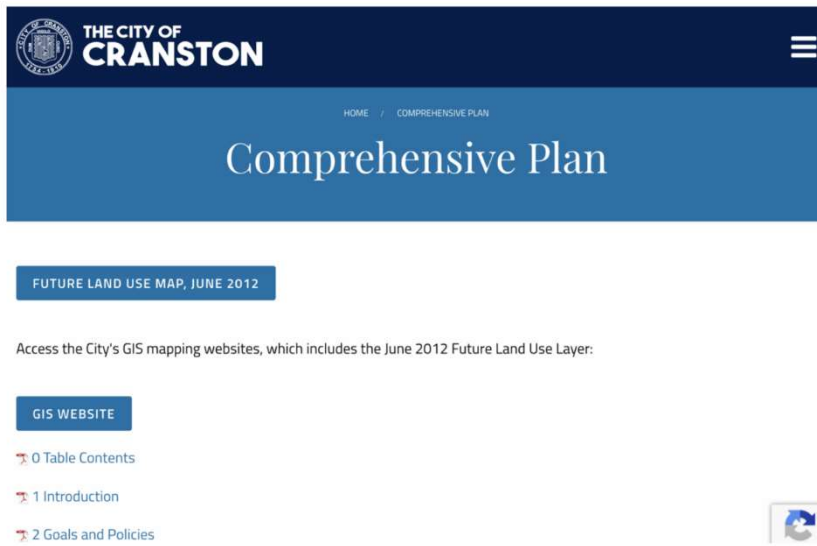 THE CITY OF
CRANSTON
HOME / COMPREHENSIVE PLAN
Comprehensive Plan
FUTURE LAND USE MAP, JUNE 2012
Access the City's GIS mapping websites, which includes the June 2012 Future Land Use Layer:
GIS WEBSITE
0 Table Contents
1 Introduction
2 Goals and Policies